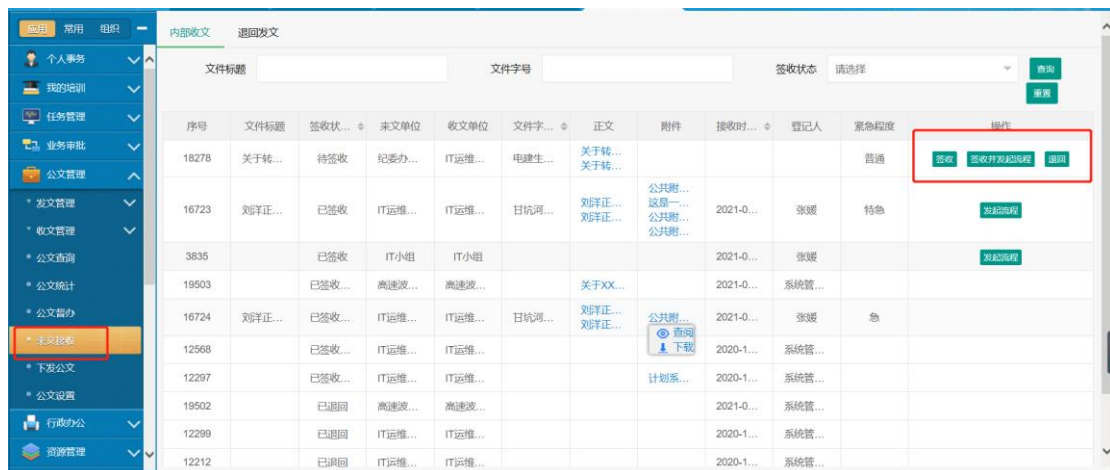 应用 常用 组织
个人事务
我的培训
任务管理
业务审批
公文管理
发文管理
收文管理
公文查询
公文统计
公文督办
来文接收
下发公文
公文设置
行政办公
资源管理
内部收文 退回发文
文件标题 文件字号 签收状态 请选择 查询
重置
序号 文件标题 签收状... 来文单位 收文单位 文件字... 正文 附件 接收时... 登记人 紧急程度 操作
18278 关于转... 待签收 纪委办... IT运维... 电建生... 关于转... 普通 签收 签收并发起流程 退回
关于转...
公共附...
16723 刘洋正... 已签收 IT运维... IT运维... 甘坑河... 刘洋正... 这是一... 2021-0... 张媛 特急 发起流程
刘洋正... 公共附...
公共附...
3835 已签收 IT小组 IT小组 2021-0... 张媛 发起流程
19503 已签收... 高速波... 高速波... 关于XX... 2021-0... 系统管...
16724 刘洋正... 已签收... IT运维... IT运维... 甘坑河... 刘洋正... 公共附... 2021-0... 张媛 急
刘洋正...
查阅
下载
12568 已签收... IT运维... IT运维... 2020-1... 系统管...
12297 已签收... IT运维... IT运维... 计划系... 2020-1... 系统管...
19502 已退回 高速波... 高速波... 2021-0... 系统管...
12299 已退回 IT运维... IT运维... 2020-1... 系统管...
12212 已退回 IT运维... IT运维... 2020-1... 系统管...